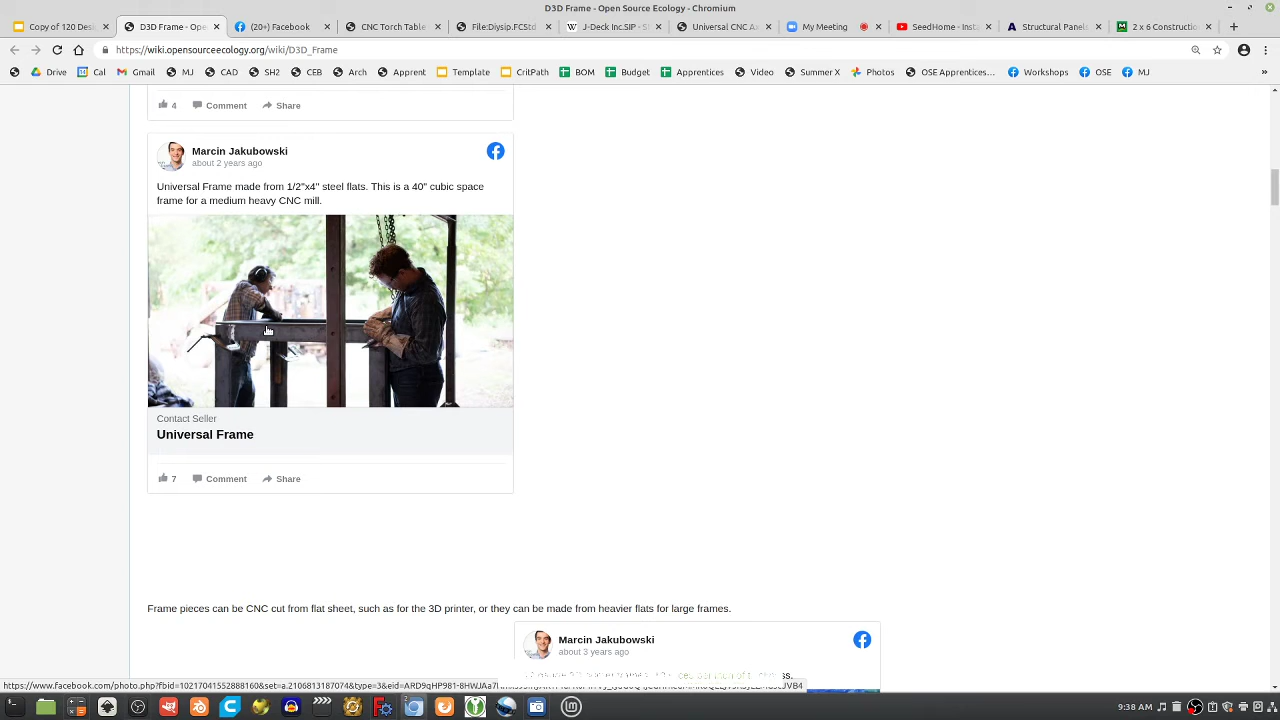 D3D Frame - Open Source Ecology - Chromium
Copy of 120 De
D3D Frame - Ope
(20+) Facebook
CNC Torch Table
File:Diysip.FCStd
J-Deck Inc.SIP - S
Universal CNC Ax
My Meeting
SeedHome - Insta
Structural Panels
2 x 6 Constructio
https://wiki.opensourceecology.org/wiki/D3D_Frame
Drive
Cal
Gmail
MJ
CAD
SH2
CEB
Arch
Apprent
Template
CritPath
BOM
Budget
Apprentices
Video
Summer X
Photos
OSE Apprentices...
Workshops
OSE
MJ
»
4 Comment Share
Marcin Jakubowski
about 2 years ago
Universal Frame made from 1/2"x4" steel flats. This is a 40" cubic space
frame for a medium heavy CNC mill.
Contact Seller
Universal Frame
7 Comment Share
Frame pieces can be CNC cut from flat sheet, such as for the 3D printer, or they can be made from heavier flats for large frames.
Marcin Jakubowski
about 3 years ago
9:38 AM